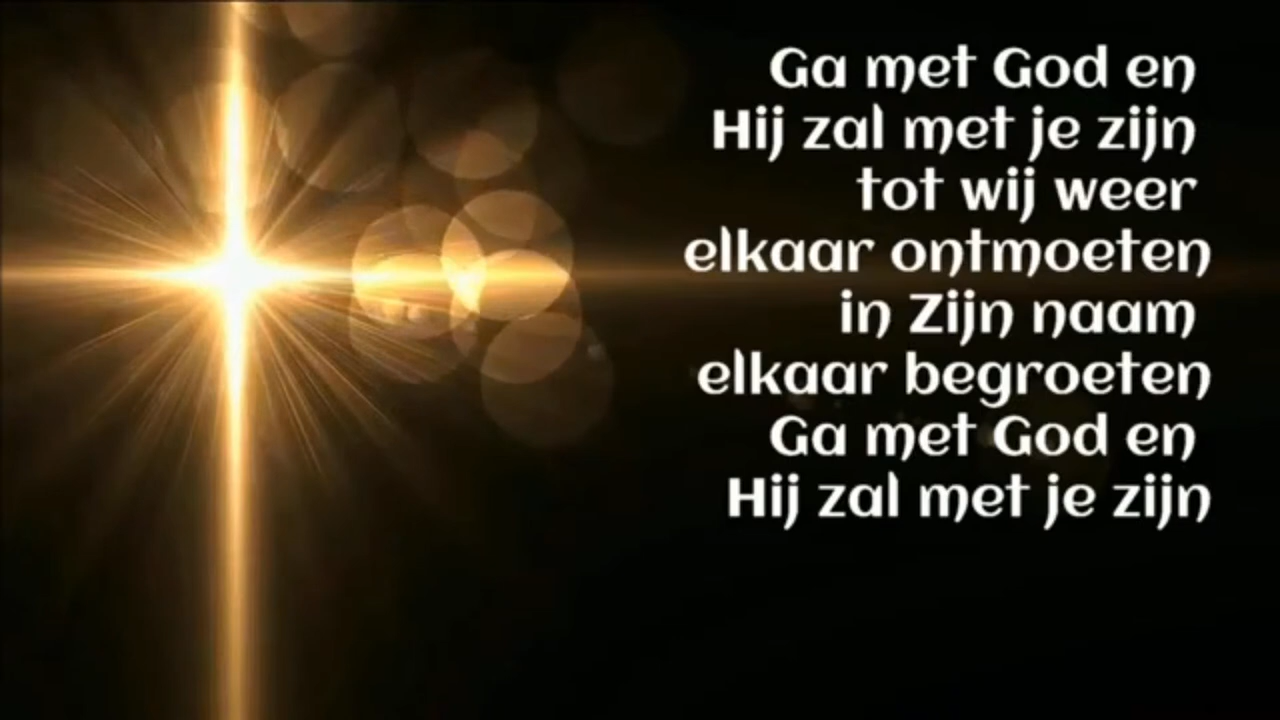 Ga met God en
Hij zal met je zijn
tot wij weer
elkaar ontmoeten
in Zijn naam
elkaar begroeten
Ga met God en
Hij zal met je zijn